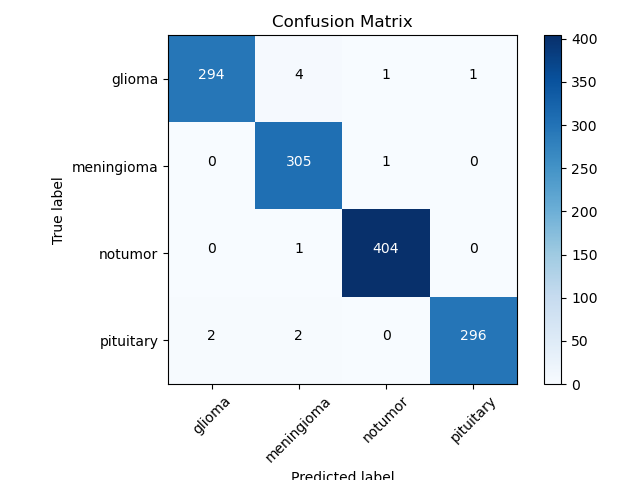 Confusion Matrix
True label
glioma 294 4 1 1
meningioma 0 305 1 0
notumor 0 1 404 0
pituitary 2 2 0 296
glioma meningioma notumor pituitary
Predicted label
400
350
300
250
200
150
100
50
0